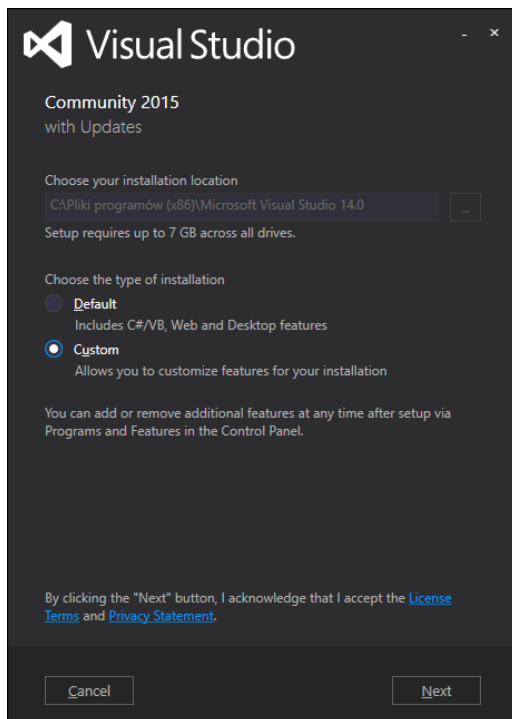 Visual Studio
Community 2015
with Updates
Choose your installation location
C:\Pliki programów (x86)\Microsoft Visual Studio 14.0
...
Setup requires up to 7 GB across all drives.
Choose the type of installation
Default
Includes C#/VB, Web and Desktop features
Custom
Allows you to customize features for your installation
You can add or remove additional features at any time after setup via
Programs and Features in the Control Panel.
By clicking the "Next" button, I acknowledge that I accept the License
Terms and Privacy Statement.
Cancel
Next